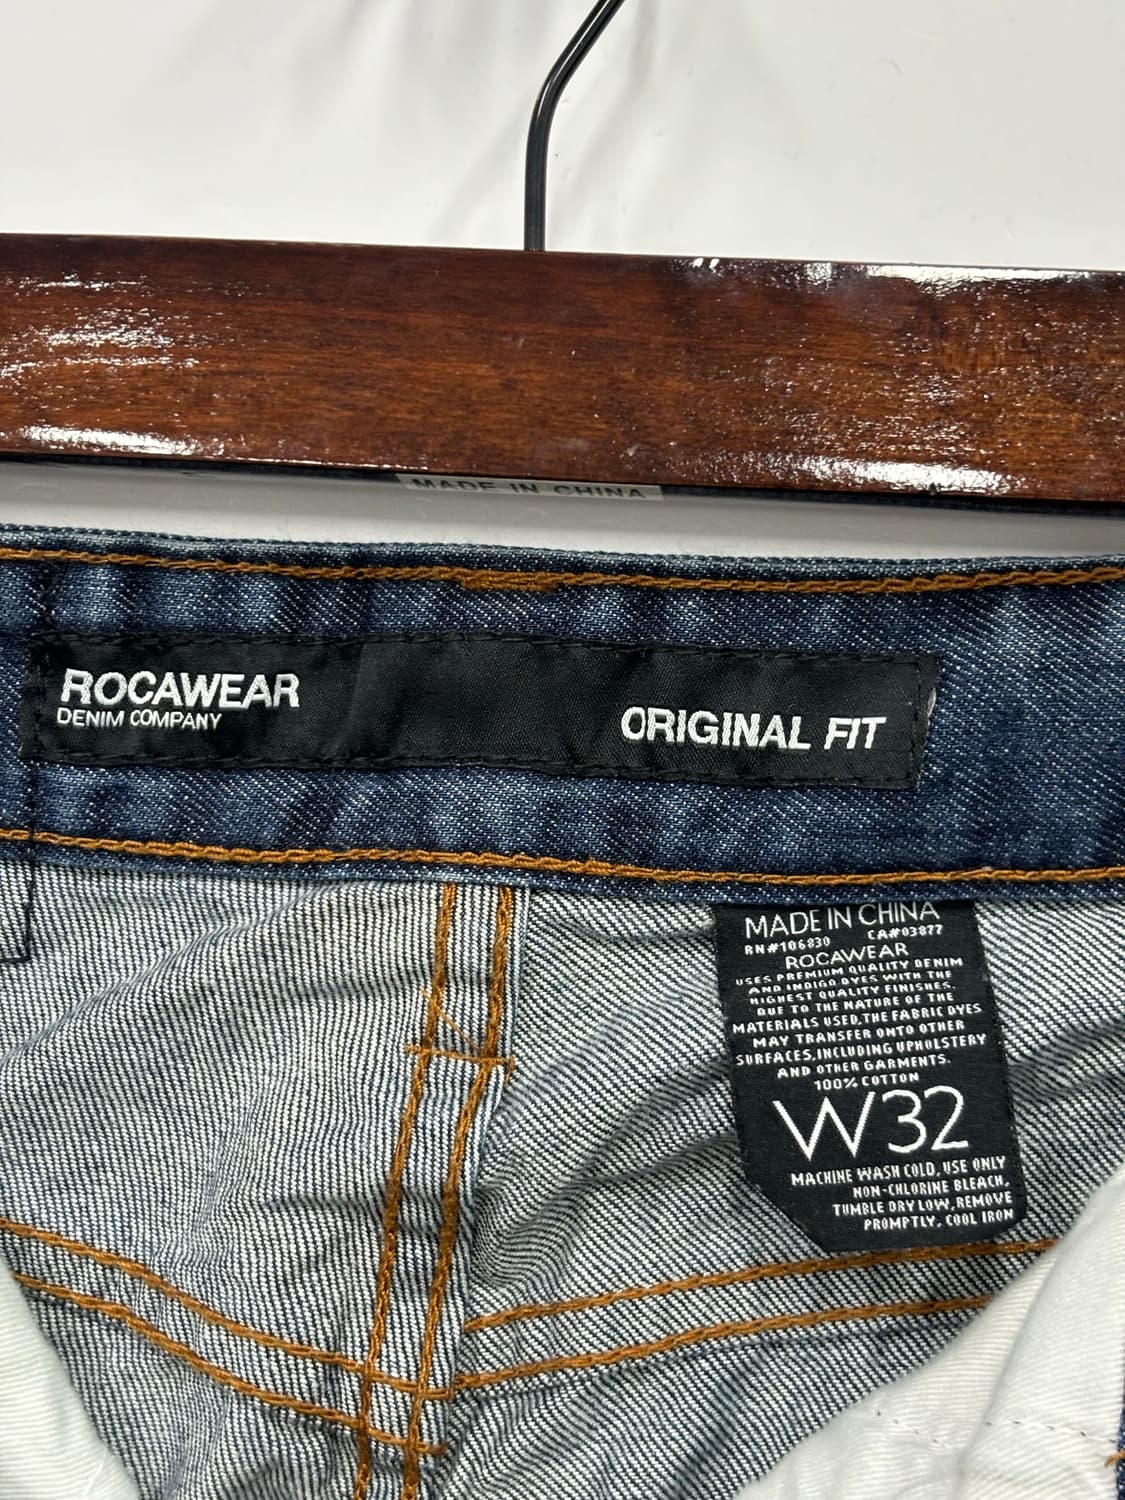 MADE IN CHINA
ROCAWEAR
DENIM COMPANY
ORIGINAL FIT
MADE IN CHINA
RN#106830 CA#03877
ROCAWEAR
USES PREMIUM QUALITY DENIM
AND INDIGO DYES WITH THE
HIGHEST QUALITY FINISHES.
DUE TO THE NATURE OF THE
MATERIALS USED, THE FABRIC DYES
MAY TRANSFER ONTO OTHER
SURFACES, INCLUDING UPHOLSTERY
AND OTHER GARMENTS.
100% COTTON
W32
MACHINE WASH COLD, USE ONLY
NON-CHLORINE BLEACH,
TUMBLE DRY LOW, REMOVE
PROMPTLY, COOL IRON